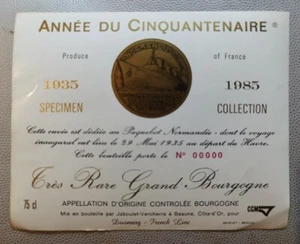 ANNÉE DU CINQUANTENAIRE ®
Produce of France
1935 1985
SPECIMEN COLLECTION
Cette cuvée est dédiée au Paquebot Normandie - dont le voyage
inaugural eut lieu le 29 Mai 1935 au départ du Havre.
Cette bouteille porte le N° 00000
Très Rare Grand Bourgogne
75 cl APPELLATION D'ORIGINE CONTROLÉE BOURGOGNE
Mis en bouteille par Jaboulet-Vercherre à Beaune, Côte-d'Or, pour
French Line
CGM